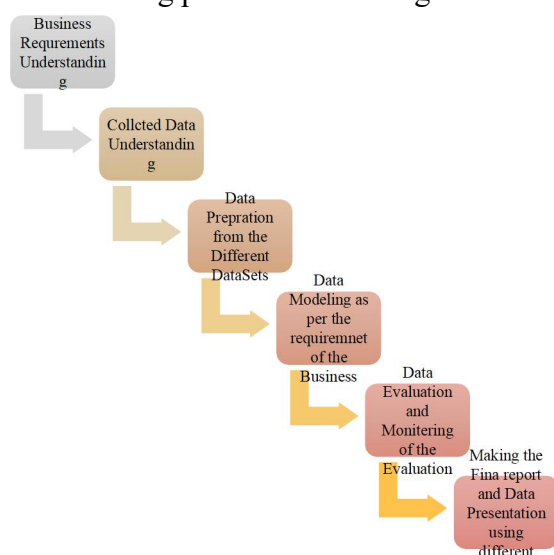 Business
Requrements
Understandin
g
Collcted Data
Understandin
g
Data
Prepration
from the
Different
DataSets
Data
Modeling as
per the
requiremnet
of the
Business
Data
Evaluation
and
Monitering
of the
Evaluation
Making the
Fina report
and Data
Presentation
using
different